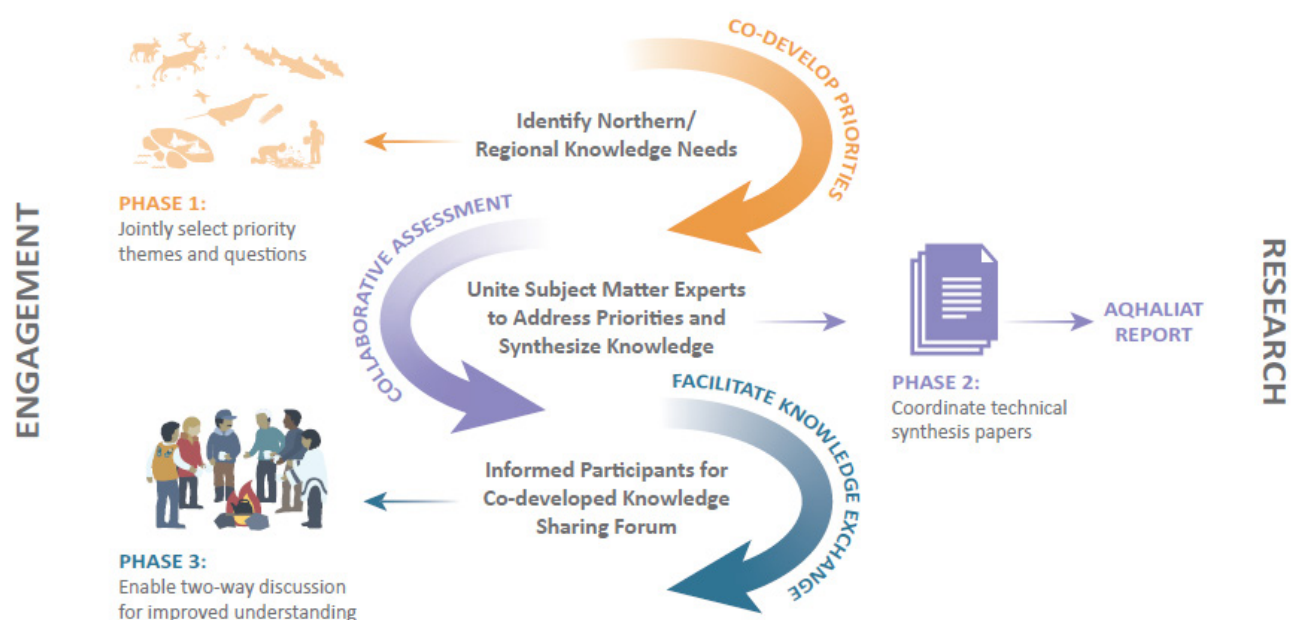 CO-DEVELOP PRIORITIES
Identify Northern/
Regional Knowledge Needs
PHASE 1:
Jointly select priority
themes and questions
ENGAGEMENT
COLLABORATIVE ASSESSMENT
Unite Subject Matter Experts
to Address Priorities and
Synthesize Knowledge
AQHALIAT
REPORT
RESEARCH
PHASE 2:
Coordinate technical
synthesis papers
FACILITATE KNOWLEDGE EXCHANGE
Informed Participants for
Co-developed Knowledge
Sharing Forum
PHASE 3:
Enable two-way discussion
for improved understanding